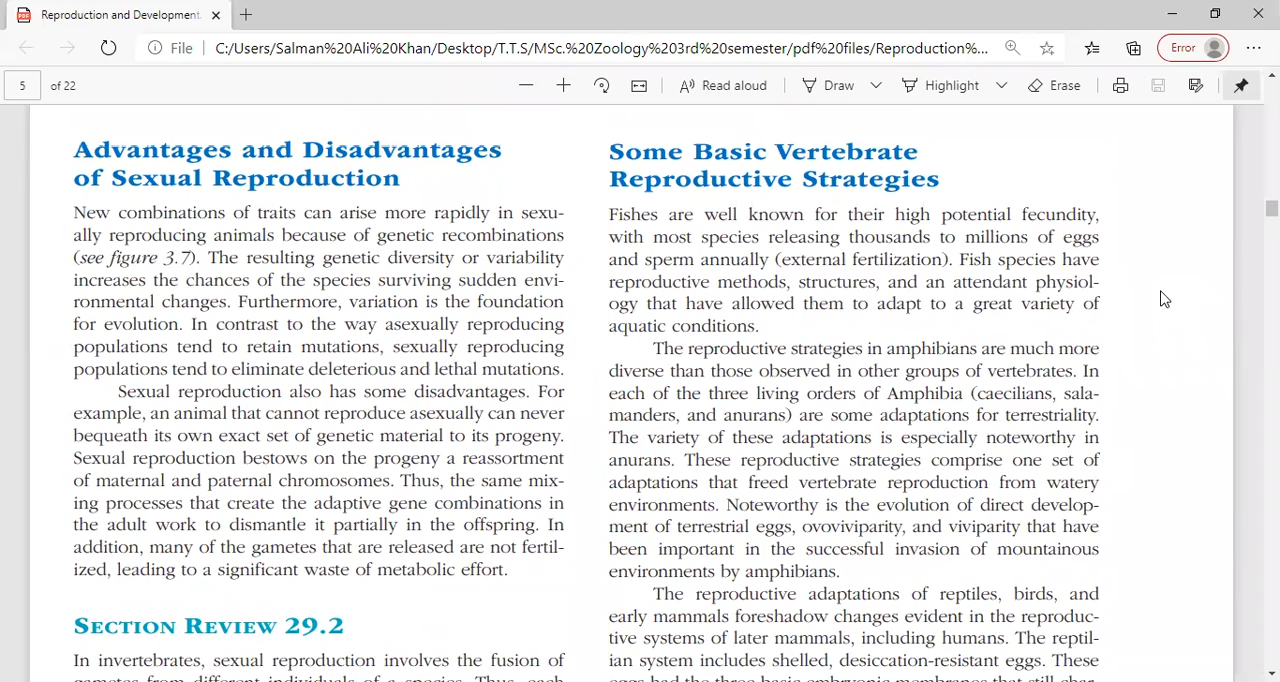 Reproduction and Development.
File
C:/Users/Salman%20Ali%20Khan/Desktop/T.T.S/MSc.%20Zoology%203rd%20semester/pdf%20files/Reproduction%...
Error
5 of 22
Read aloud
Draw
Highlight
Erase
Advantages and Disadvantages
of Sexual Reproduction
New combinations of traits can arise more rapidly in sexu-
ally reproducing animals because of genetic recombinations
(see figure 3.7). The resulting genetic diversity or variability
increases the chances of the species surviving sudden envi-
ronmental changes. Furthermore, variation is the foundation
for evolution. In contrast to the way asexually reproducing
populations tend to retain mutations, sexually reproducing
populations tend to eliminate deleterious and lethal mutations.
Sexual reproduction also has some disadvantages. For
example, an animal that cannot reproduce asexually can never
bequeath its own exact set of genetic material to its progeny.
Sexual reproduction bestows on the progeny a reassortment
of maternal and paternal chromosomes. Thus, the same mix-
ing processes that create the adaptive gene combinations in
the adult work to dismantle it partially in the offspring. In
addition, many of the gametes that are released are not fertil-
ized, leading to a significant waste of metabolic effort.
SECTION REVIEW 29.2
In invertebrates, sexual reproduction involves the fusion of
gametes from different individuals of a species. Thus, each
Some Basic Vertebrate
Reproductive Strategies
Fishes are well known for their high potential fecundity,
with most species releasing thousands to millions of eggs
and sperm annually (external fertilization). Fish species have
reproductive methods, structures, and an attendant physiol-
ogy that have allowed them to adapt to a great variety of
aquatic conditions.
The reproductive strategies in amphibians are much more
diverse than those observed in other groups of vertebrates. In
each of the three living orders of Amphibia (caecilians, sala-
manders, and anurans) are some adaptations for terrestriality.
The variety of these adaptations is especially noteworthy in
anurans. These reproductive strategies comprise one set of
adaptations that freed vertebrate reproduction from watery
environments. Noteworthy is the evolution of direct develop-
ment of terrestrial eggs, ovoviviparity, and viviparity that have
been important in the successful invasion of mountainous
environments by amphibians.
The reproductive adaptations of reptiles, birds, and
early mammals foreshadow changes evident in the reproduc-
tive systems of later mammals, including humans. The reptil-
ian system includes shelled, desiccation-resistant eggs. These
eggs had the three basic embryonic membranes that still char-